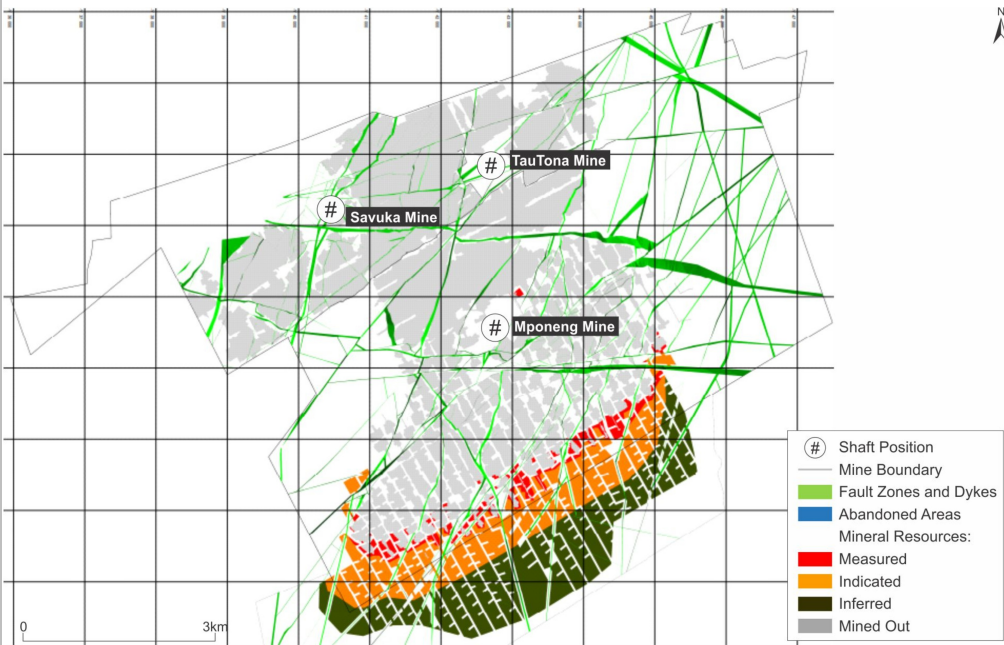 N
TauTona Mine
#
#
Savuka Mine
#
Mponeng Mine
# Shaft Position
Mine Boundary
Fault Zones and Dykes
Abandoned Areas
Mineral Resources:
Measured
Indicated
Inferred
Mined Out
0 3km